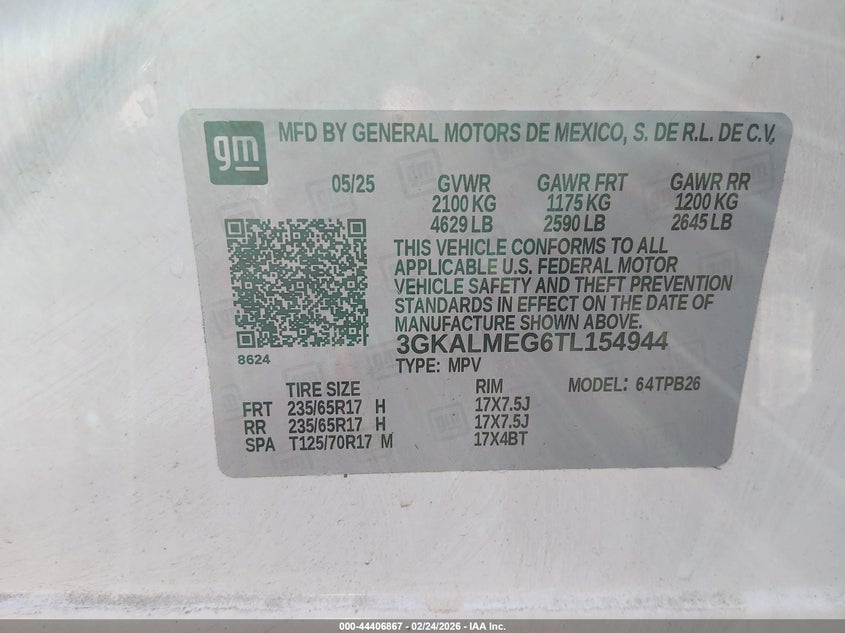 gm
MFD BY GENERAL MOTORS DE MEXICO, S. DE R.L. DE C.V.
05/25 GVWR GAWR FRT GAWR RR
2100 KG 1175 KG 1200 KG
4629 LB 2590 LB 2645 LB
THIS VEHICLE CONFORMS TO ALL
APPLICABLE U.S. FEDERAL MOTOR
VEHICLE SAFETY AND THEFT PREVENTION
STANDARDS IN EFFECT ON THE DATE OF
MANUFACTURE SHOWN ABOVE.
8624
3GKALMEG6TL154944
TYPE: MPV MODEL: 64TPB26
TIRE SIZE RIM
FRT 235/65R17 H 17X7.5J
RR 235/65R17 H 17X7.5J
SPA T125/70R17 M 17X4BT
000-44406867 - 02/24/2026 - IAA Inc.